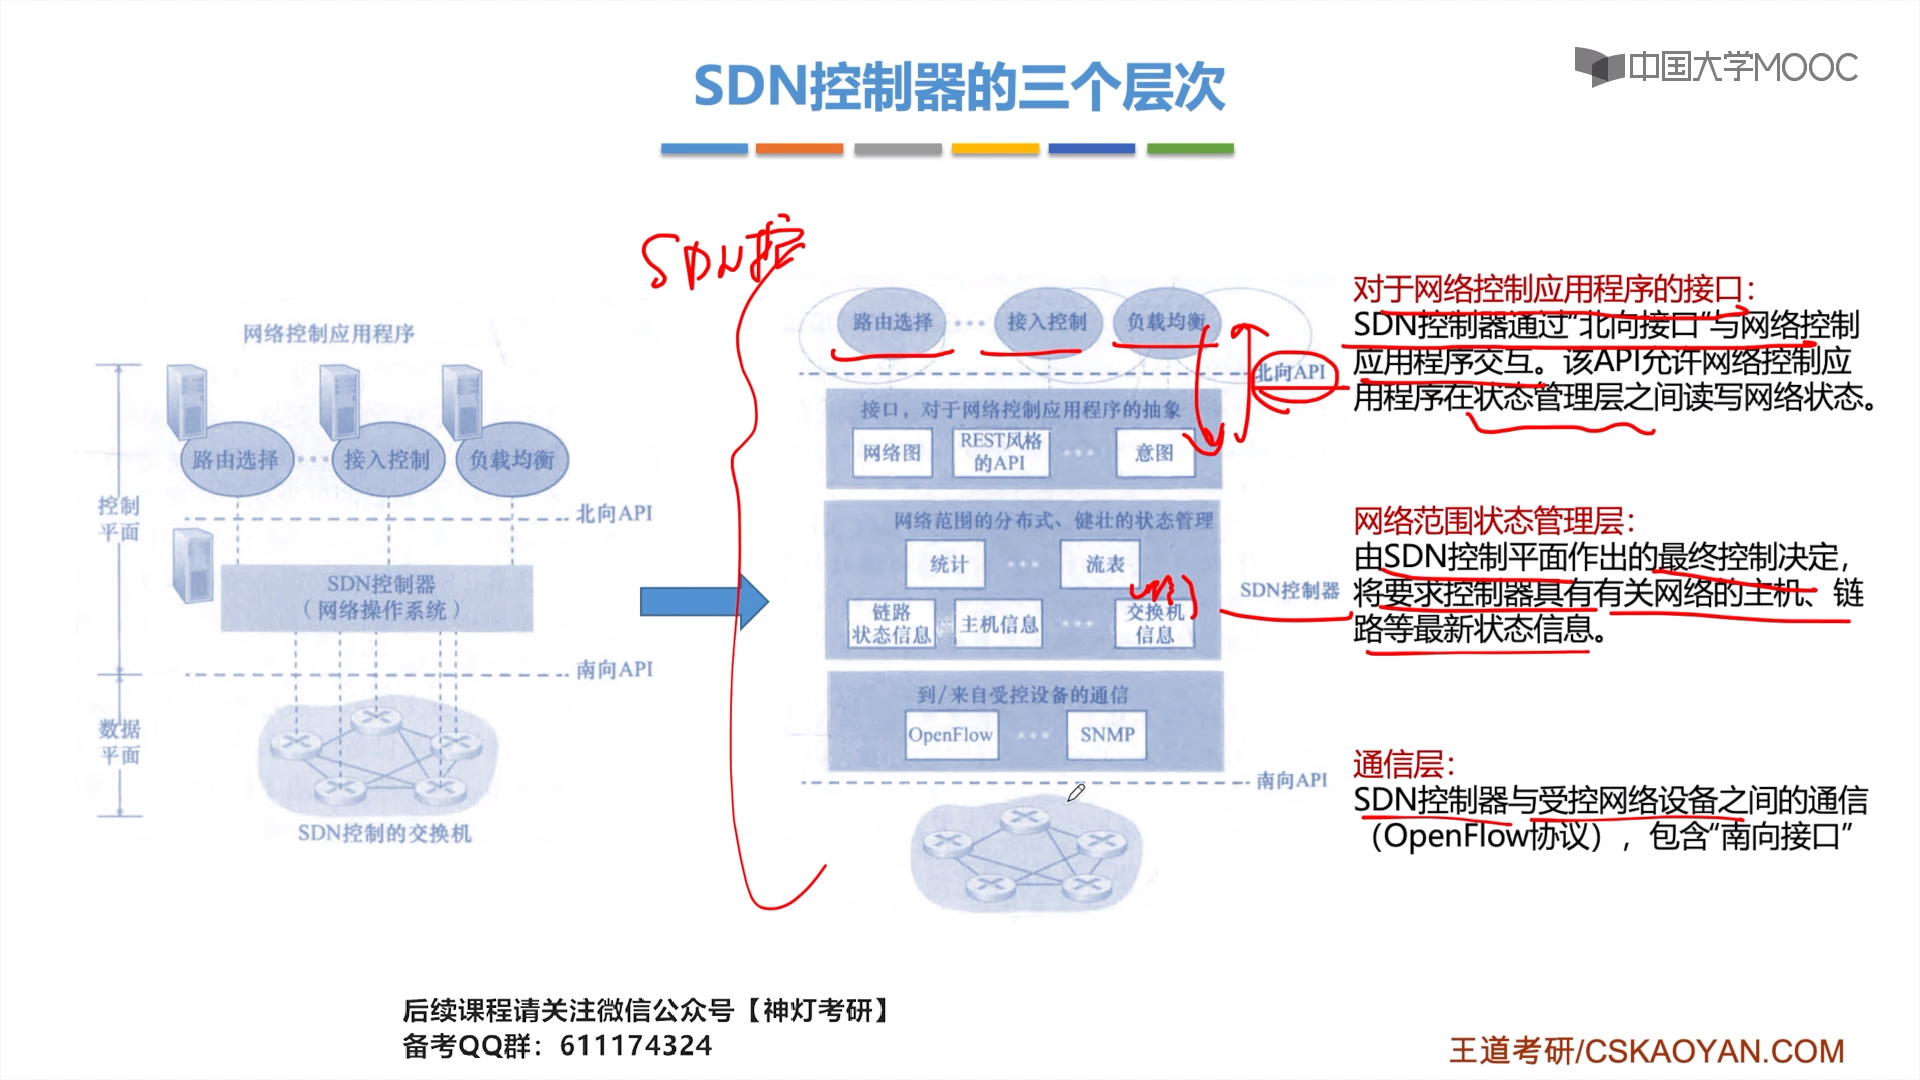 SDN控制器的三个层次
中国大学MOOC
SDN控
网络控制应用程序
路由选择
接入控制
负载均衡
控制
平面
北向API
SDN控制器
（网络操作系统）
南向API
数据
平面
SDN控制的交换机
路由选择
接入控制
负载均衡
北向API
接口，对于网络控制应用程序的抽象
网络图
REST风格
的API
意图
网络范围的分布式、健壮的状态管理
统计
流表
链路
状态信息
主机信息
交换机
信息
SDN控制器
到/来自受控设备的通信
OpenFlow
SNMP
南向API
对于网络控制应用程序的接口：
SDN控制器通过“北向接口”与网络控制
应用程序交互。该API允许网络控制应
用程序在状态管理层之间读写网络状态。
网络范围状态管理层：
由SDN控制平面作出的最终控制决定，
将要求控制器具有有关网络的主机、链
路等最新状态信息。
通信层：
SDN控制器与受控网络设备之间的通信
（OpenFlow协议），包含“南向接口”
后续课程请关注微信公众号【神灯考研】
备考QQ群：611174324
王道考研/CSKAOYAN.COM